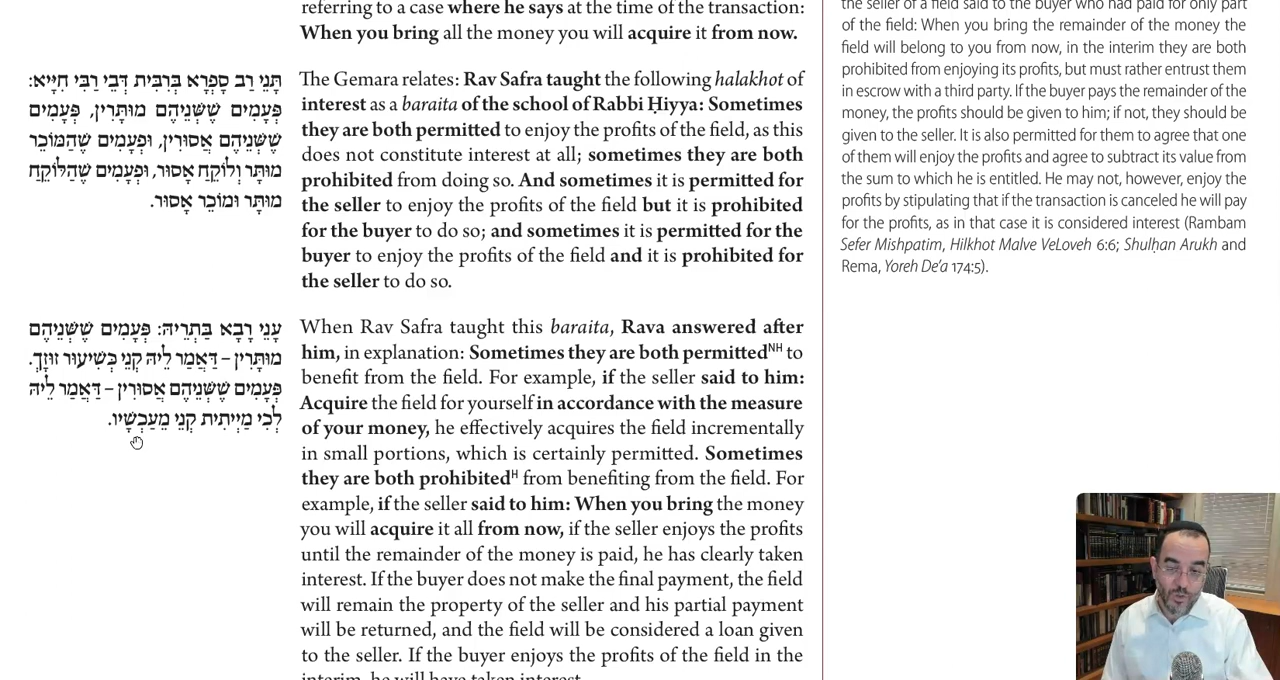 referring to a case where he says at the time of the transaction:
When you bring all the money you will acquire it from now.
תָּנֵי רַב סָפְרָא בְּרִבִּית דְּבֵי רַבִּי חִיָּיא:
פְּעָמִים שֶׁשְּׁנֵיהֶם מוּתָּרִין, פְּעָמִים
שֶׁשְּׁנֵיהֶם אֲסוּרִין, וּפְעָמִים שֶׁהַמּוֹכֵר
מוּתָּר וְלוֹקֵחַ אָסוּר, וּפְעָמִים שֶׁהַלּוֹקֵחַ
מוּתָּר וּמוֹכֵר אָסוּר.
The Gemara relates: Rav Safra taught the following halakhot of
interest as a baraita of the school of Rabbi Ḥiyya: Sometimes
they are both permitted to enjoy the profits of the field, as this
does not constitute interest at all; sometimes they are both
prohibited from doing so. And sometimes it is permitted for
the seller to enjoy the profits of the field but it is prohibited
for the buyer to do so; and sometimes it is permitted for the
buyer to enjoy the profits of the field and it is prohibited for
the seller to do so.
עָנֵי רָבָא בַּתְרֵיהּ: פְּעָמִים שֶׁשְּׁנֵיהֶם
מוּתָּרִין – דַּאֲמַר לֵיהּ קְנֵי כְּשִׁיעוּר זוּזָךְ.
פְּעָמִים שֶׁשְּׁנֵיהֶם אֲסוּרִין – דַּאֲמַר לֵיהּ
לְכִי מַיְיתִית קְנֵי מֵעַכְשָׁיו.
When Rav Safra taught this baraita, Rava answered after
him, in explanation: Sometimes they are both permittedNH to
benefit from the field. For example, if the seller said to him:
Acquire the field for yourself in accordance with the measure
of your money, he effectively acquires the field incrementally
in small portions, which is certainly permitted. Sometimes
they are both prohibitedH from benefiting from the field. For
example, if the seller said to him: When you bring the money
you will acquire it all from now, if the seller enjoys the profits
until the remainder of the money is paid, he has clearly taken
interest. If the buyer does not make the final payment, the field
will remain the property of the seller and his partial payment
will be returned, and the field will be considered a loan given
to the seller. If the buyer enjoys the profits of the field in the
interim, he will have taken interest.
the seller of a field said to the buyer who had paid for only part
of the field: When you bring the remainder of the money the
field will belong to you from now, in the interim they are both
prohibited from enjoying its profits, but must rather entrust them
in escrow with a third party. If the buyer pays the remainder of the
money, the profits should be given to him; if not, they should be
given to the seller. It is also permitted for them to agree that one
of them will enjoy the profits and agree to subtract its value from
the sum to which he is entitled. He may not, however, enjoy the
profits by stipulating that if the transaction is canceled he will pay
for the profits, as in that case it is considered interest (Rambam
Sefer Mishpatim, Hilkhot Malve VeLoveh 6:6; Shulḥan Arukh and
Rema, Yoreh De'a 174:5).